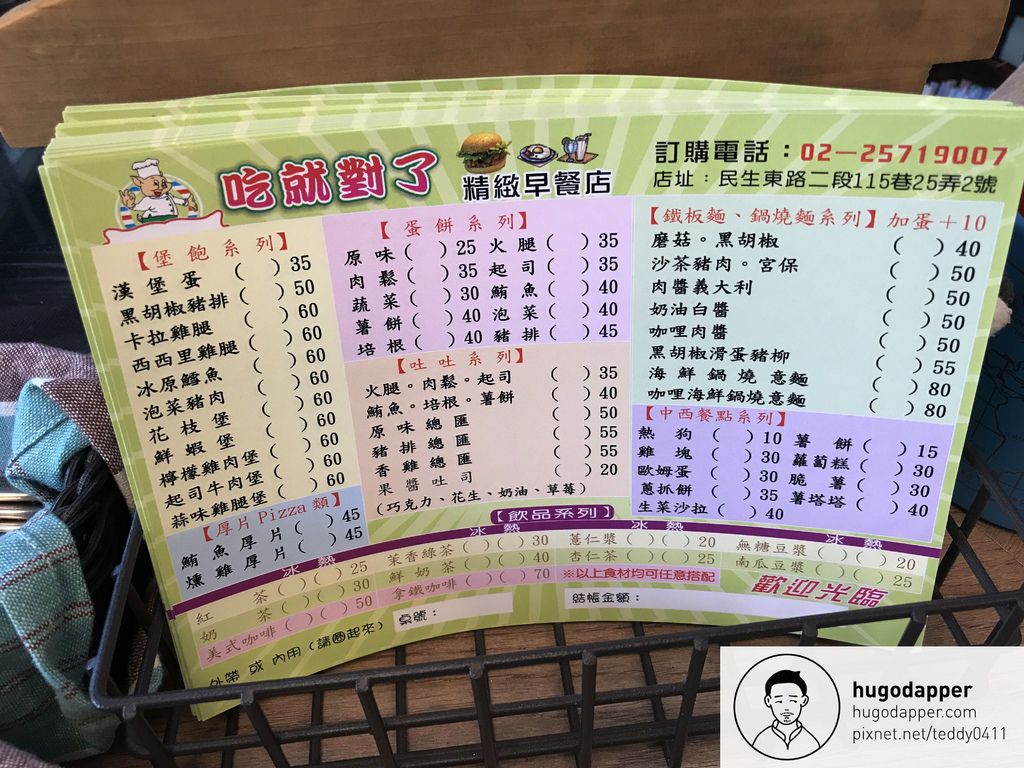 吃就對了
精緻早餐店
訂購電話：02－25719007
店址：民生東路二段115巷25弄2號
【堡飽系列】
漢堡蛋 ( ) 35
黑胡椒豬排 ( ) 50
卡拉雞腿 ( ) 60
西西里雞腿 ( ) 60
冰原鱈魚 ( ) 60
泡菜豬肉 ( ) 60
花枝堡 ( ) 60
鮮蝦堡 ( ) 60
檸檬雞肉堡 ( ) 60
起司牛肉堡 ( ) 60
蒜味雞腿堡 ( ) 60
【厚片Pizza類】
鮪魚厚片 ( ) 45
燻雞厚片 ( ) 45
【蛋餅系列】
原味 ( ) 25 火腿 ( ) 35
肉鬆 ( ) 35 起司 ( ) 35
蔬菜 ( ) 30 鮪魚 ( ) 40
薯餅 ( ) 40 泡菜 ( ) 40
培根 ( ) 40 豬排 ( ) 45
【吐吐系列】
火腿。肉鬆。起司 ( ) 35
鮪魚。培根。薯餅 ( ) 40
原味總匯 ( ) 50
豬排總匯 ( ) 55
香雞總匯 ( ) 55
果醬吐司 ( ) 20
（巧克力、花生、奶油、草莓）
【鐵板麵、鍋燒麵系列】加蛋＋10
磨菇。黑胡椒 ( ) 40
沙茶豬肉。宮保 ( ) 50
肉醬義大利 ( ) 50
奶油白醬 ( ) 50
咖哩肉醬 ( ) 50
黑胡椒滑蛋豬柳 ( ) 55
海鮮鍋燒意麵 ( ) 80
咖哩海鮮鍋燒意麵 ( ) 80
【中西餐點系列】
熱狗 ( ) 10 薯餅 ( ) 15
雞塊 ( ) 30 蘿蔔糕 ( ) 30
歐姆蛋 ( ) 30 脆薯 ( ) 30
蔥抓餅 ( ) 35 薯塔塔 ( ) 40
生菜沙拉 ( ) 40
【飲品系列】
冰 熱 冰 熱 冰 熱 冰 熱
紅茶 ( ) ( ) 25 茉香綠茶 ( ) ( ) 30 薏仁漿 ( ) ( ) 20 無糖豆漿 ( ) ( ) 20
奶茶 ( ) ( ) 30 鮮奶茶 ( ) ( ) 40 杏仁茶 ( ) ( ) 25 南瓜豆漿 ( ) ( ) 25
美式咖啡 ( ) ( ) 50 拿鐵咖啡 ( ) ( ) 70 ※以上食材均可任意搭配
歡迎光臨
外帶 或 內用（請圈起來） 桌號： 結帳金額：
hugodapper
hugodapper.com
pixnet.net/teddy0411